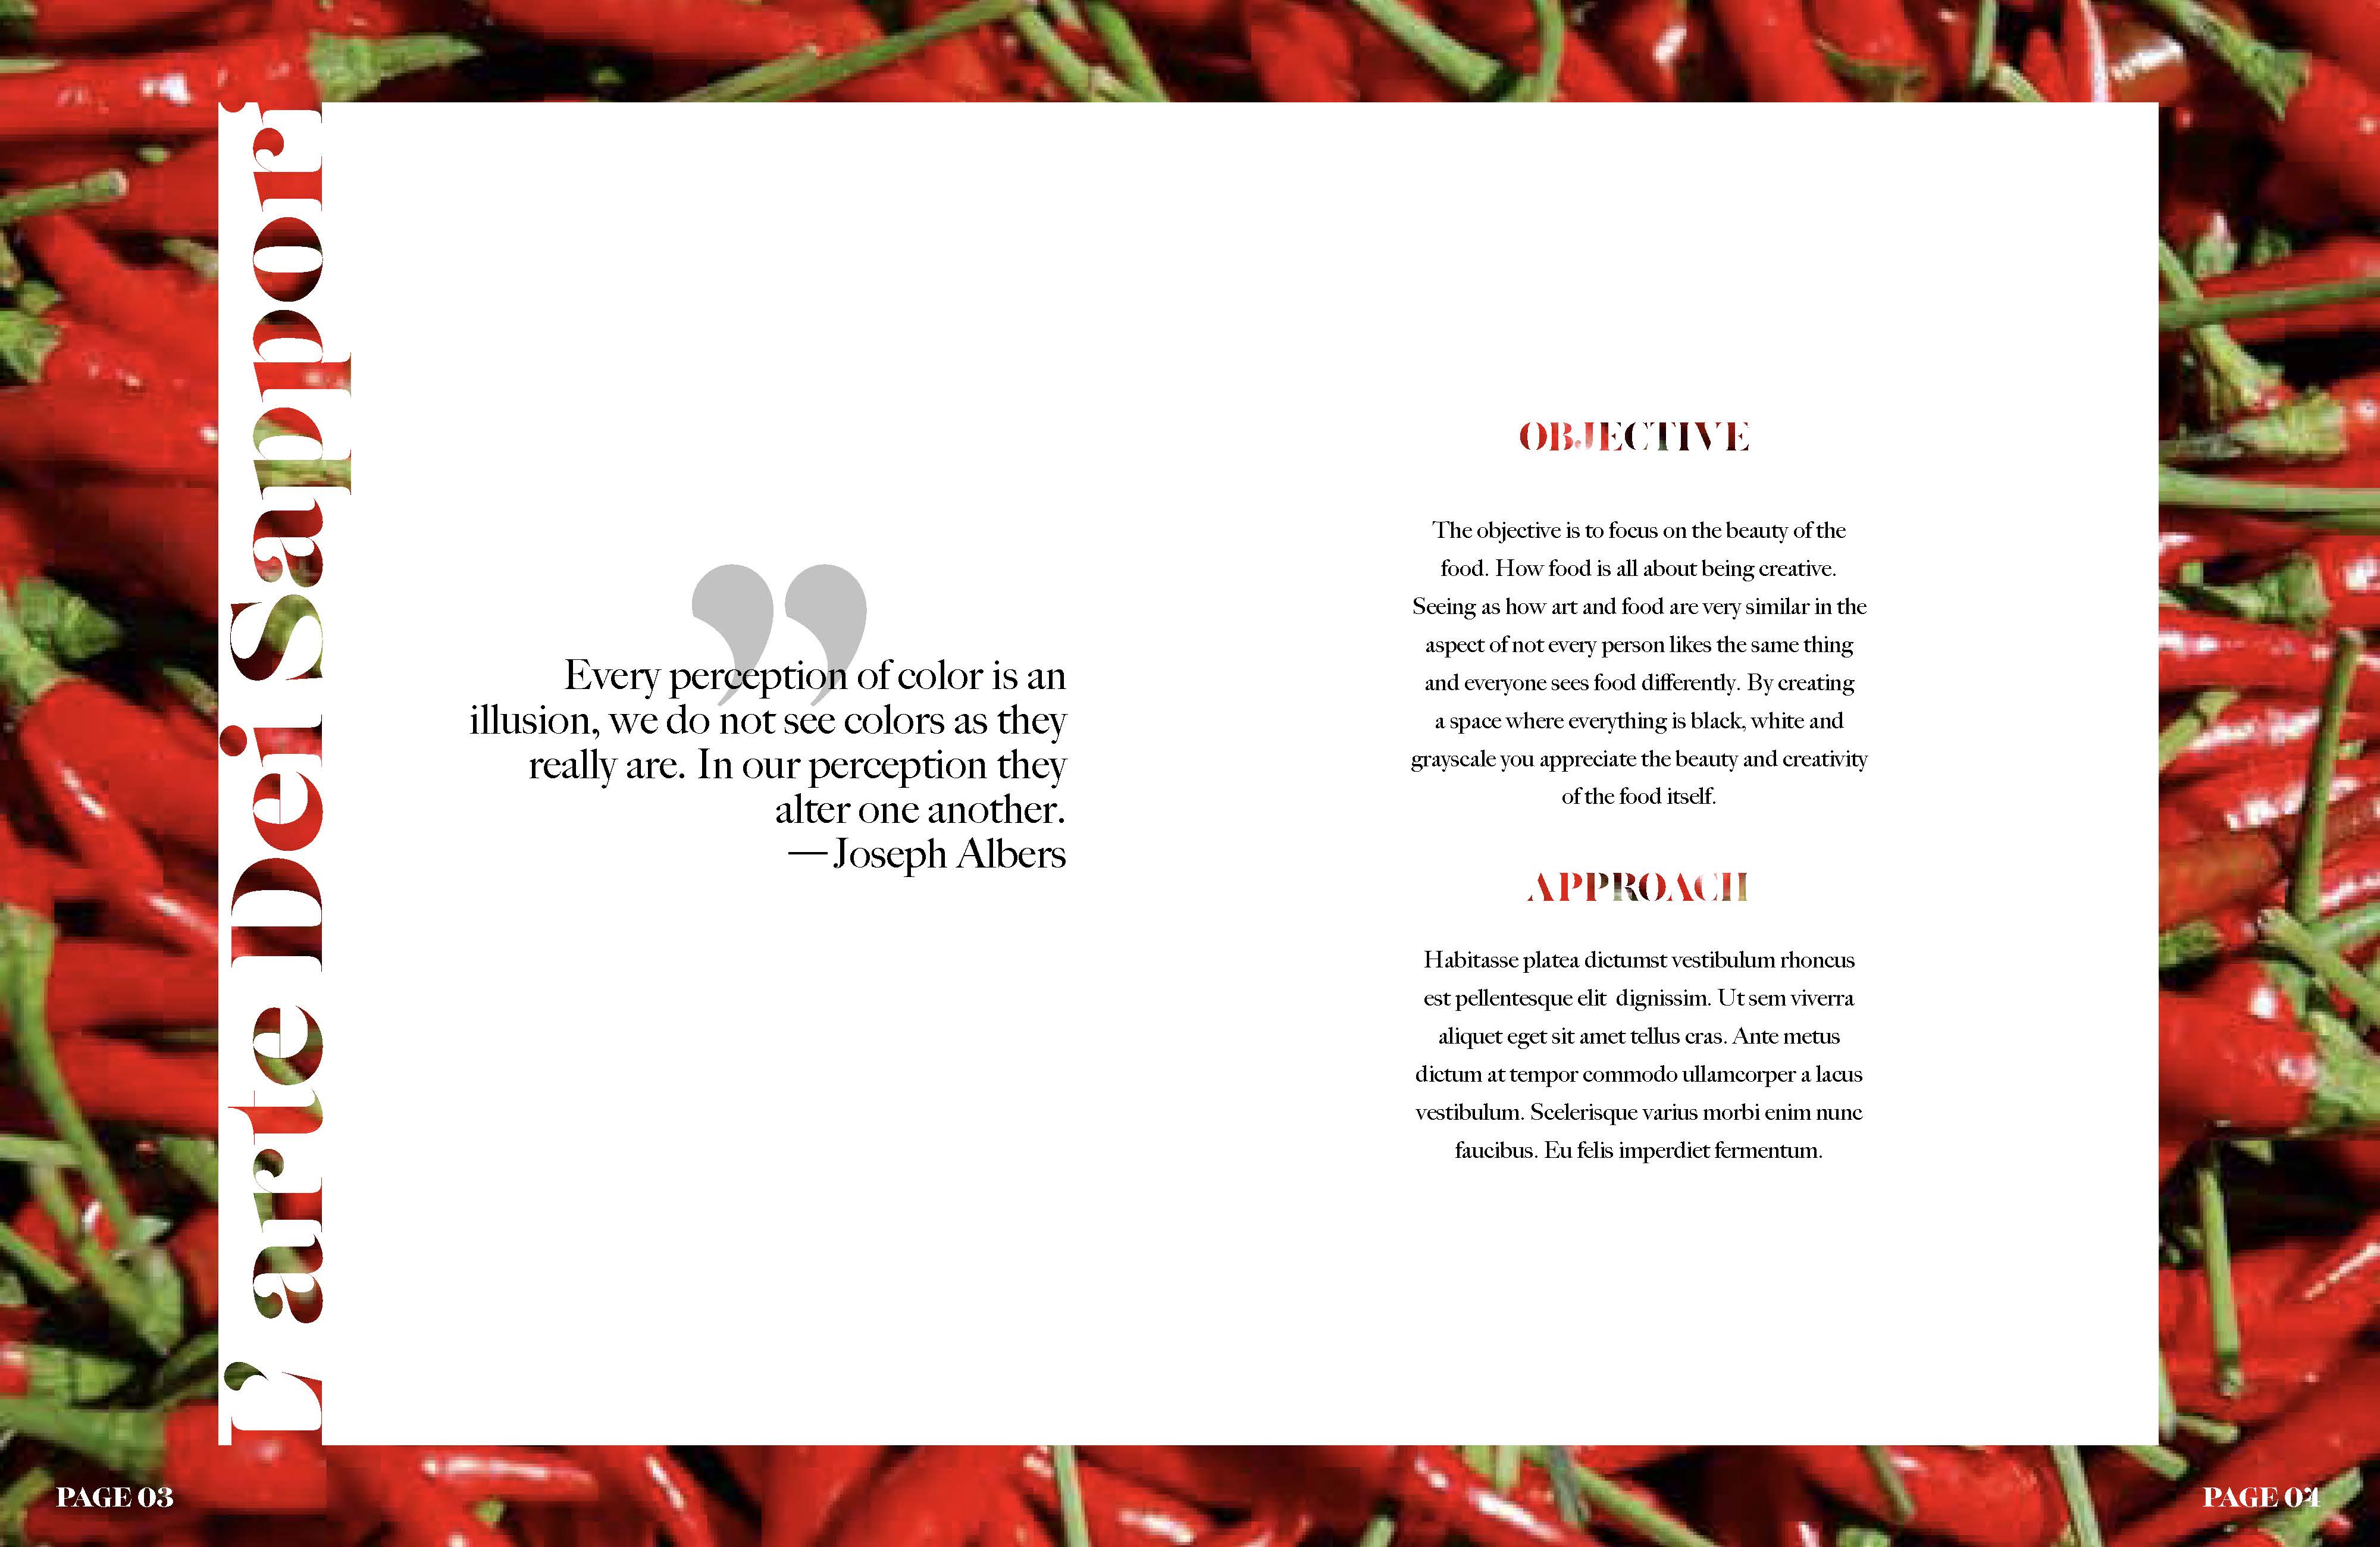 L'arte Dei Sappori
”
Every perception of color is an
illusion, we do not see colors as they
really are. In our perception they
alter one another.
—Joseph Albers
OBJECTIVE
The objective is to focus on the beauty of the
food. How food is all about being creative.
Seeing as how art and food are very similar in the
aspect of not every person likes the same thing
and everyone sees food differently. By creating
a space where everything is black, white and
grayscale you appreciate the beauty and creativity
of the food itself.
APPROACH
Habitasse platea dictumst vestibulum rhoncus
est pellentesque elit  dignissim. Ut sem viverra
aliquet eget sit amet tellus cras. Ante metus
dictum at tempor commodo ullamcorper a lacus
vestibulum. Scelerisque varius morbi enim nunc
faucibus. Eu felis imperdiet fermentum.
PAGE 03
PAGE 04